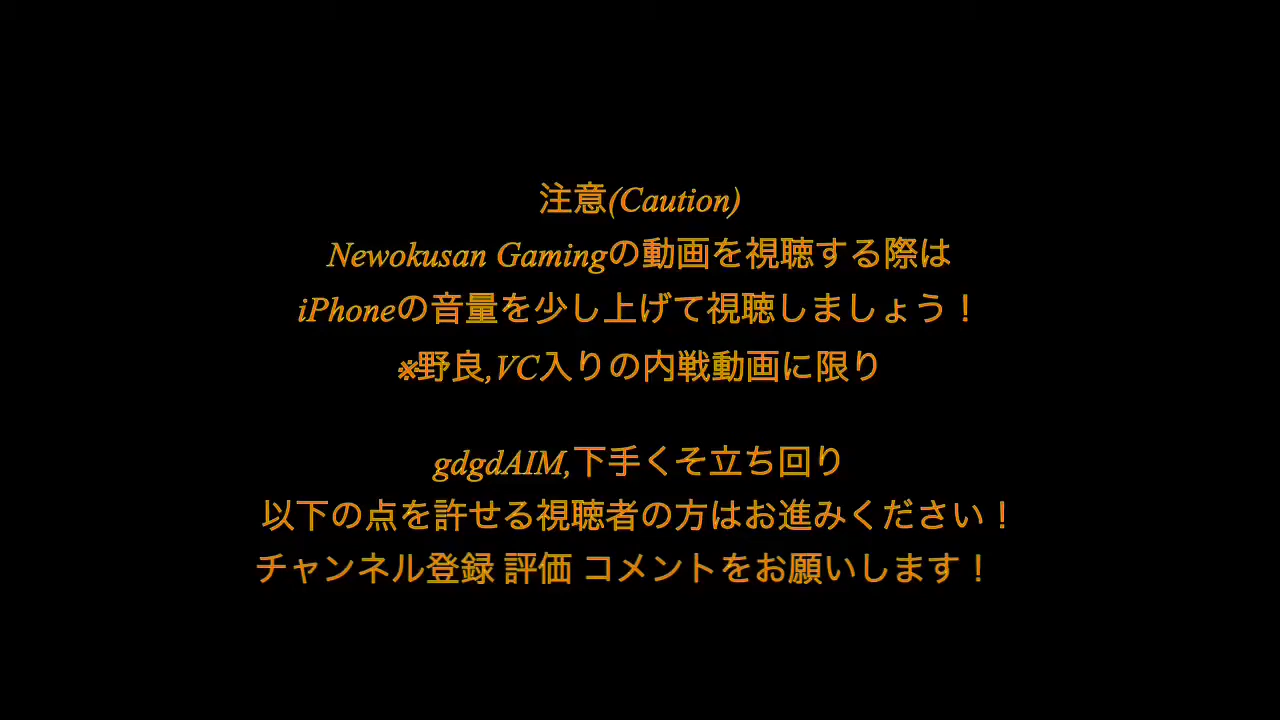 注意(Caution)
Newokusan Gamingの動画を視聴する際は
iPhoneの音量を少し上げて視聴しましょう！
※野良,VC入りの内戦動画に限り
gdgdAIM,下手くそ立ち回り
以下の点を許せる視聴者の方はお進みください！
チャンネル登録 評価 コメントをお願いします！